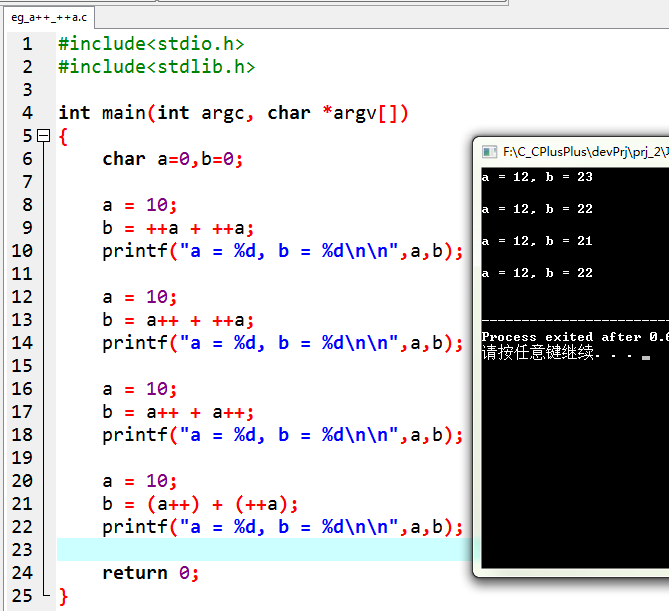 eg_a++_++a.c
1 #include<stdio.h>
2 #include<stdlib.h>
3
4 int main(int argc, char *argv[])
5 {
6 char a=0,b=0;
7
8 a = 10;
9 b = ++a + ++a;
10 printf("a = %d, b = %d\n\n",a,b);
11
12 a = 10;
13 b = a++ + ++a;
14 printf("a = %d, b = %d\n\n",a,b);
15
16 a = 10;
17 b = a++ + a++;
18 printf("a = %d, b = %d\n\n",a,b);
19
20 a = 10;
21 b = (a++) + (++a);
22 printf("a = %d, b = %d\n\n",a,b);
23
24 return 0;
25 }
F:\C_CPlusPlus\devPrj\prj_2\
a = 12, b = 23
a = 12, b = 22
a = 12, b = 21
a = 12, b = 22
--------------------------------
Process exited after 0.
请按任意键继续. . .